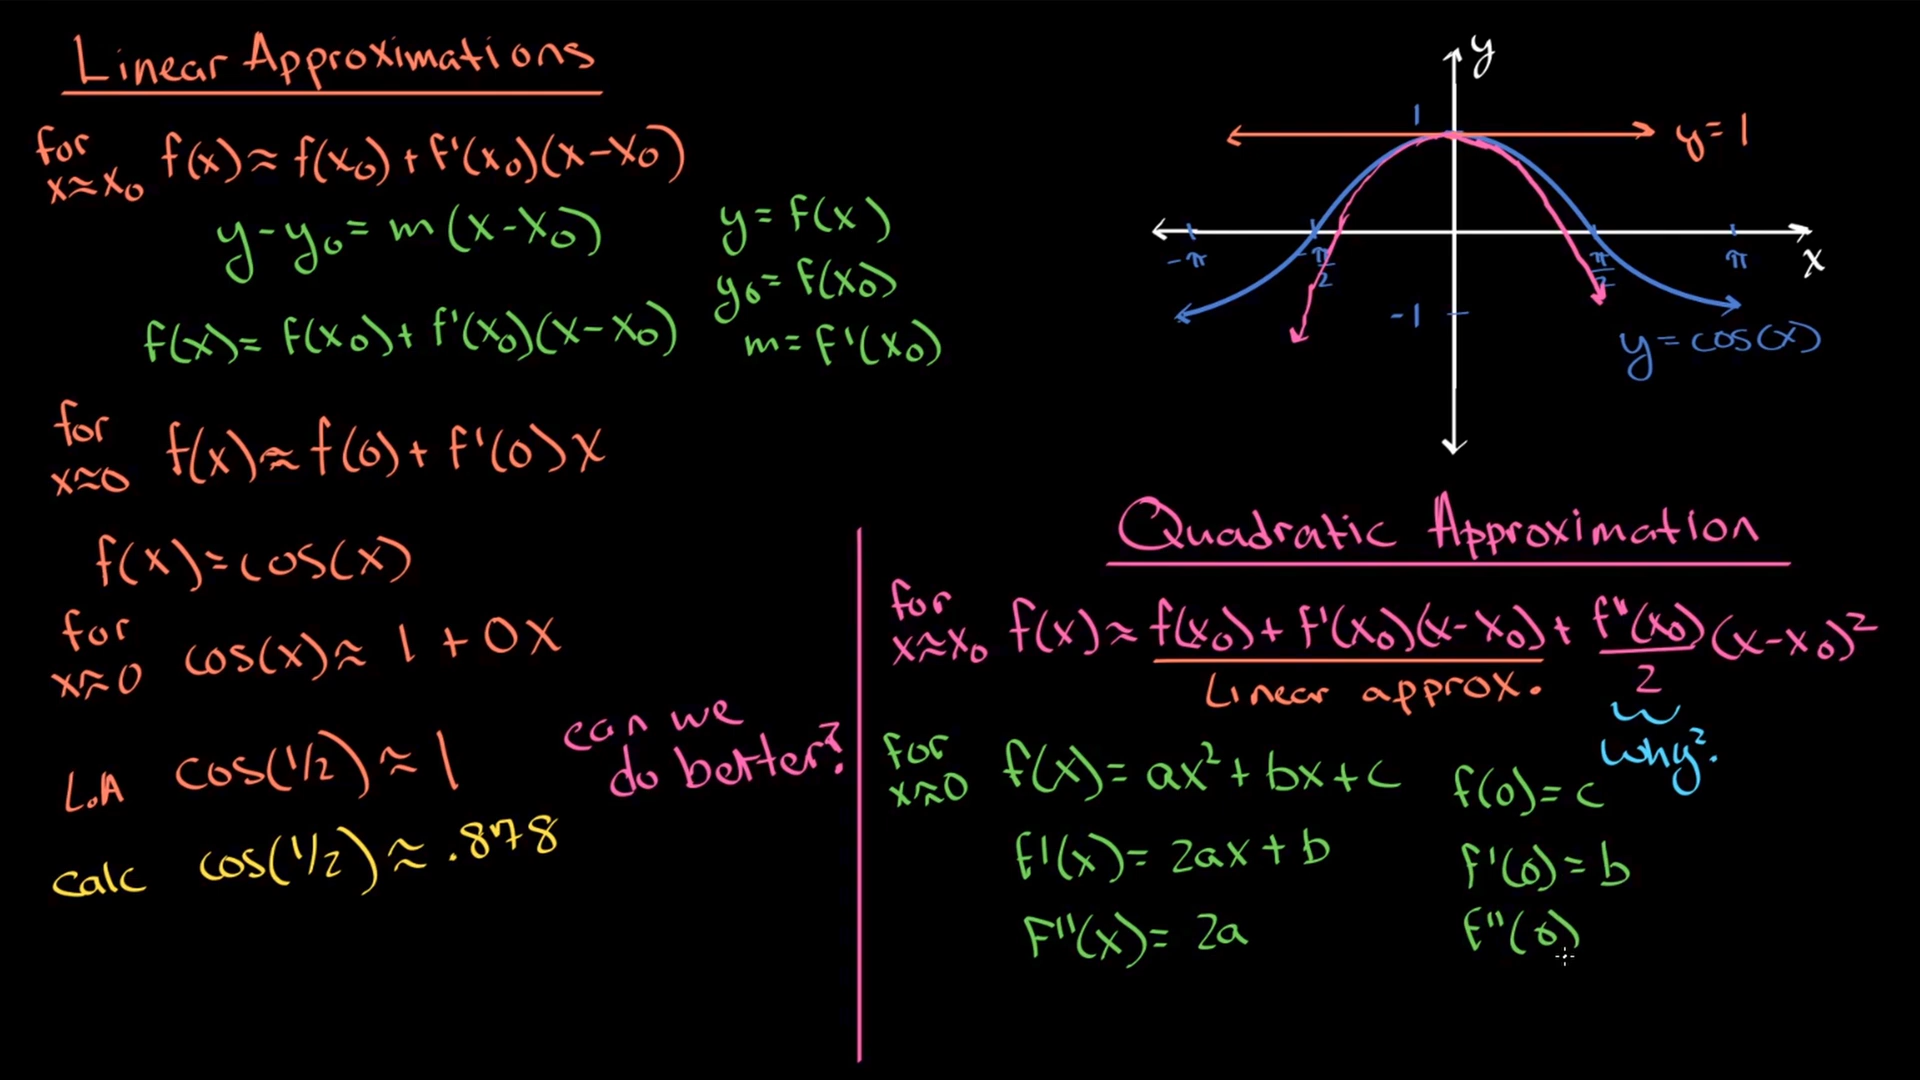 Linear Approximations
for x≈x₀ f(x)≈f(x₀)+f'(x₀)(x-x₀)
y-y₀=m(x-x₀)
y=f(x)
y₀=f(x₀)
m=f'(x₀)
f(x)=f(x₀)+f'(x₀)(x-x₀)
for x≈0 f(x)≈f(0)+f'(0)x
f(x)=cos(x)
for x≈0 cos(x)≈1+0x
L.A cos(1/2)≈1
can we
do better?
calc cos(1/2)≈.878
y
1
y=1
-π
-π/2
π/2
π
x
-1
y=cos(x)
Quadratic Approximation
for x≈x₀ f(x)≈f(x₀)+f'(x₀)(x-x₀)+f"(x₀)/2(x-x₀)²
Linear approx.
why?
for x≈0 f(x)=ax²+bx+c f(0)=c
f'(x)=2ax+b f'(0)=b
f"(x)=2a f"(0)